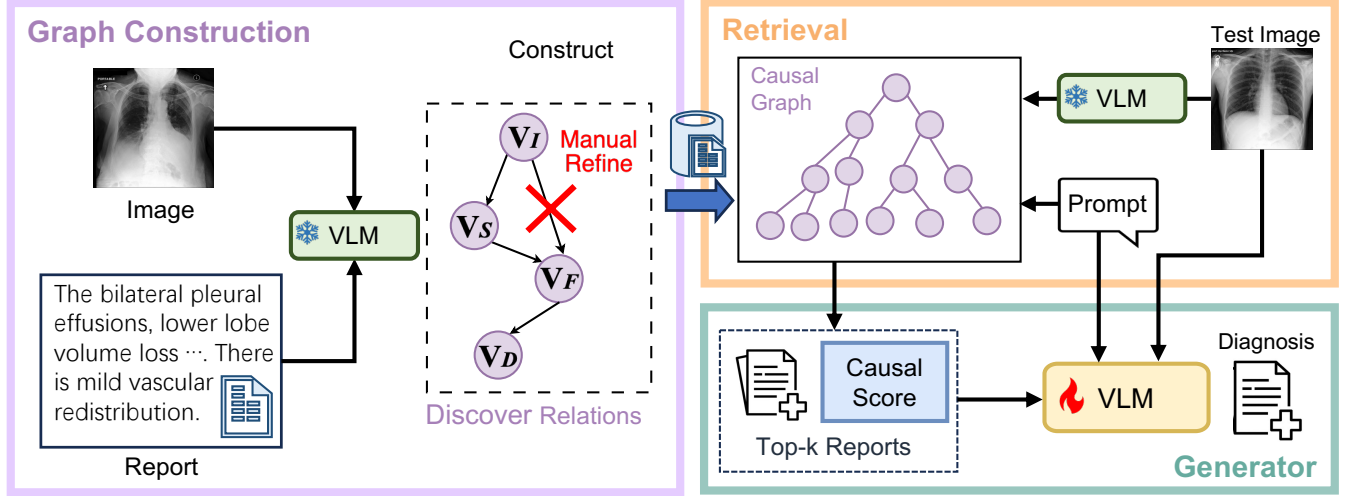 Graph Construction
Image
The bilateral pleural
effusions, lower lobe
volume loss ···. There
is mild vascular
redistribution.
Report
VLM
Construct
V_I
Manual
Refine
V_S
V_F
V_D
Discover Relations
Retrieval
Test Image
Causal
Graph
VLM
Prompt
Causal
Score
Top-k Reports
VLM
Diagnosis
Generator